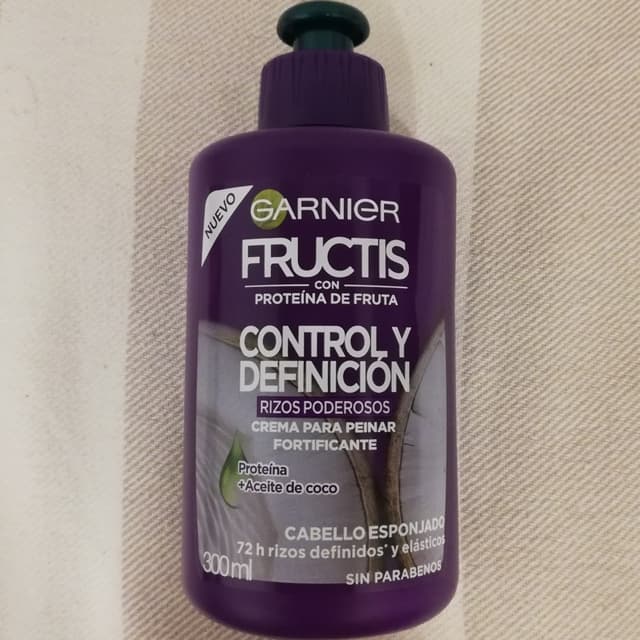 NUEVO
GARNIER
FRUCTIS
CON
PROTEÍNA DE FRUTA
CONTROL Y
DEFINICIÓN
RIZOS PODEROSOS
CREMA PARA PEINAR
FORTIFICANTE
Proteína
+Aceite de coco
CABELLO ESPONJADO
72 h rizos definidos* y elásticos
300ml
SIN PARABENOS